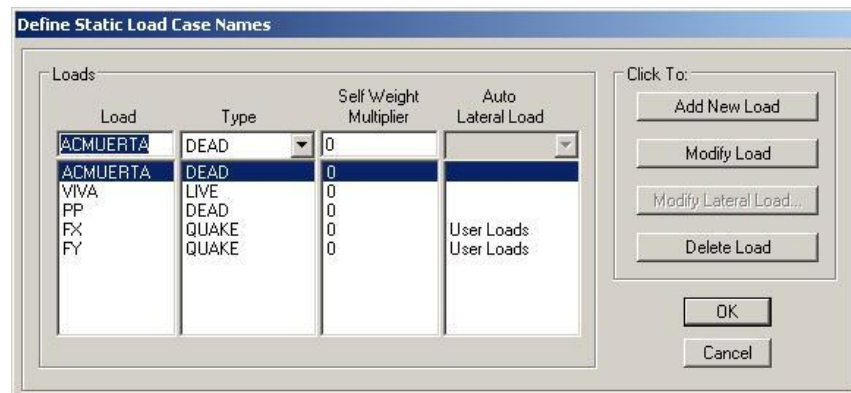 Define Static Load Case Names
Loads
Click To:
Load Type Self Weight Multiplier Auto Lateral Load
ACMUERTA DEAD 0
ACMUERTA DEAD 0
VIVA LIVE 0
PP DEAD 0
FX QUAKE 0 User Loads
FY QUAKE 0 User Loads
Add New Load
Modify Load
Modify Lateral Load...
Delete Load
OK
Cancel